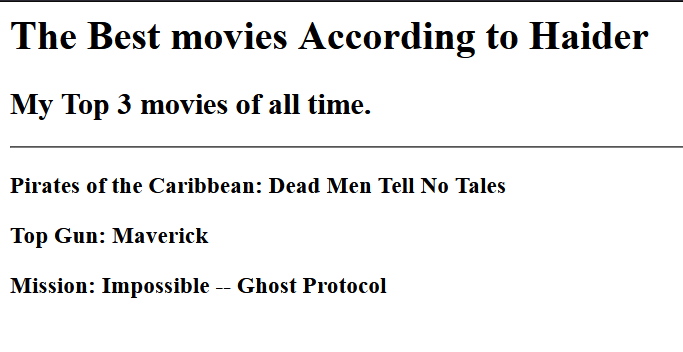 The Best movies According to Haider
My Top 3 movies of all time.
Pirates of the Caribbean: Dead Men Tell No Tales
Top Gun: Maverick
Mission: Impossible -- Ghost Protocol